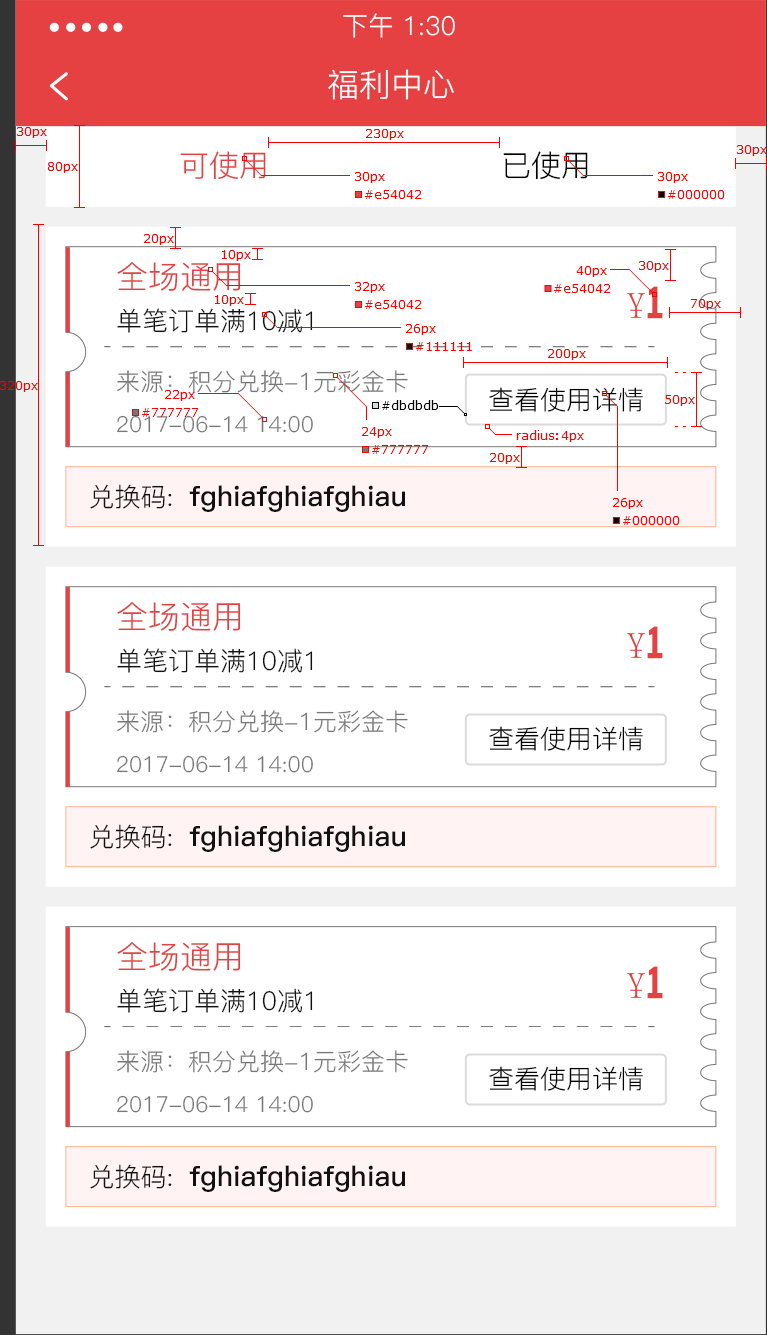 下午 1:30
福利中心
30px
230px
30px
80px
可使用
已使用
30px
#e54042
30px
#000000
20px
10px
全场通用
32px
#e54042
40px
#e54042
30px
¥1
70px
10px
单笔订单满10减1
26px
#111111
200px
320px
来源：积分兑换-1元彩金卡
22px
#777777
2017-06-14 14:00
24px
#777777
#dbdbdb
查看使用详情
50px
radius:4px
20px
26px
#000000
兑换码: fghiafghiafghiau
全场通用
¥1
单笔订单满10减1
来源：积分兑换-1元彩金卡
查看使用详情
2017-06-14 14:00
兑换码: fghiafghiafghiau
全场通用
¥1
单笔订单满10减1
来源：积分兑换-1元彩金卡
查看使用详情
2017-06-14 14:00
兑换码: fghiafghiafghiau